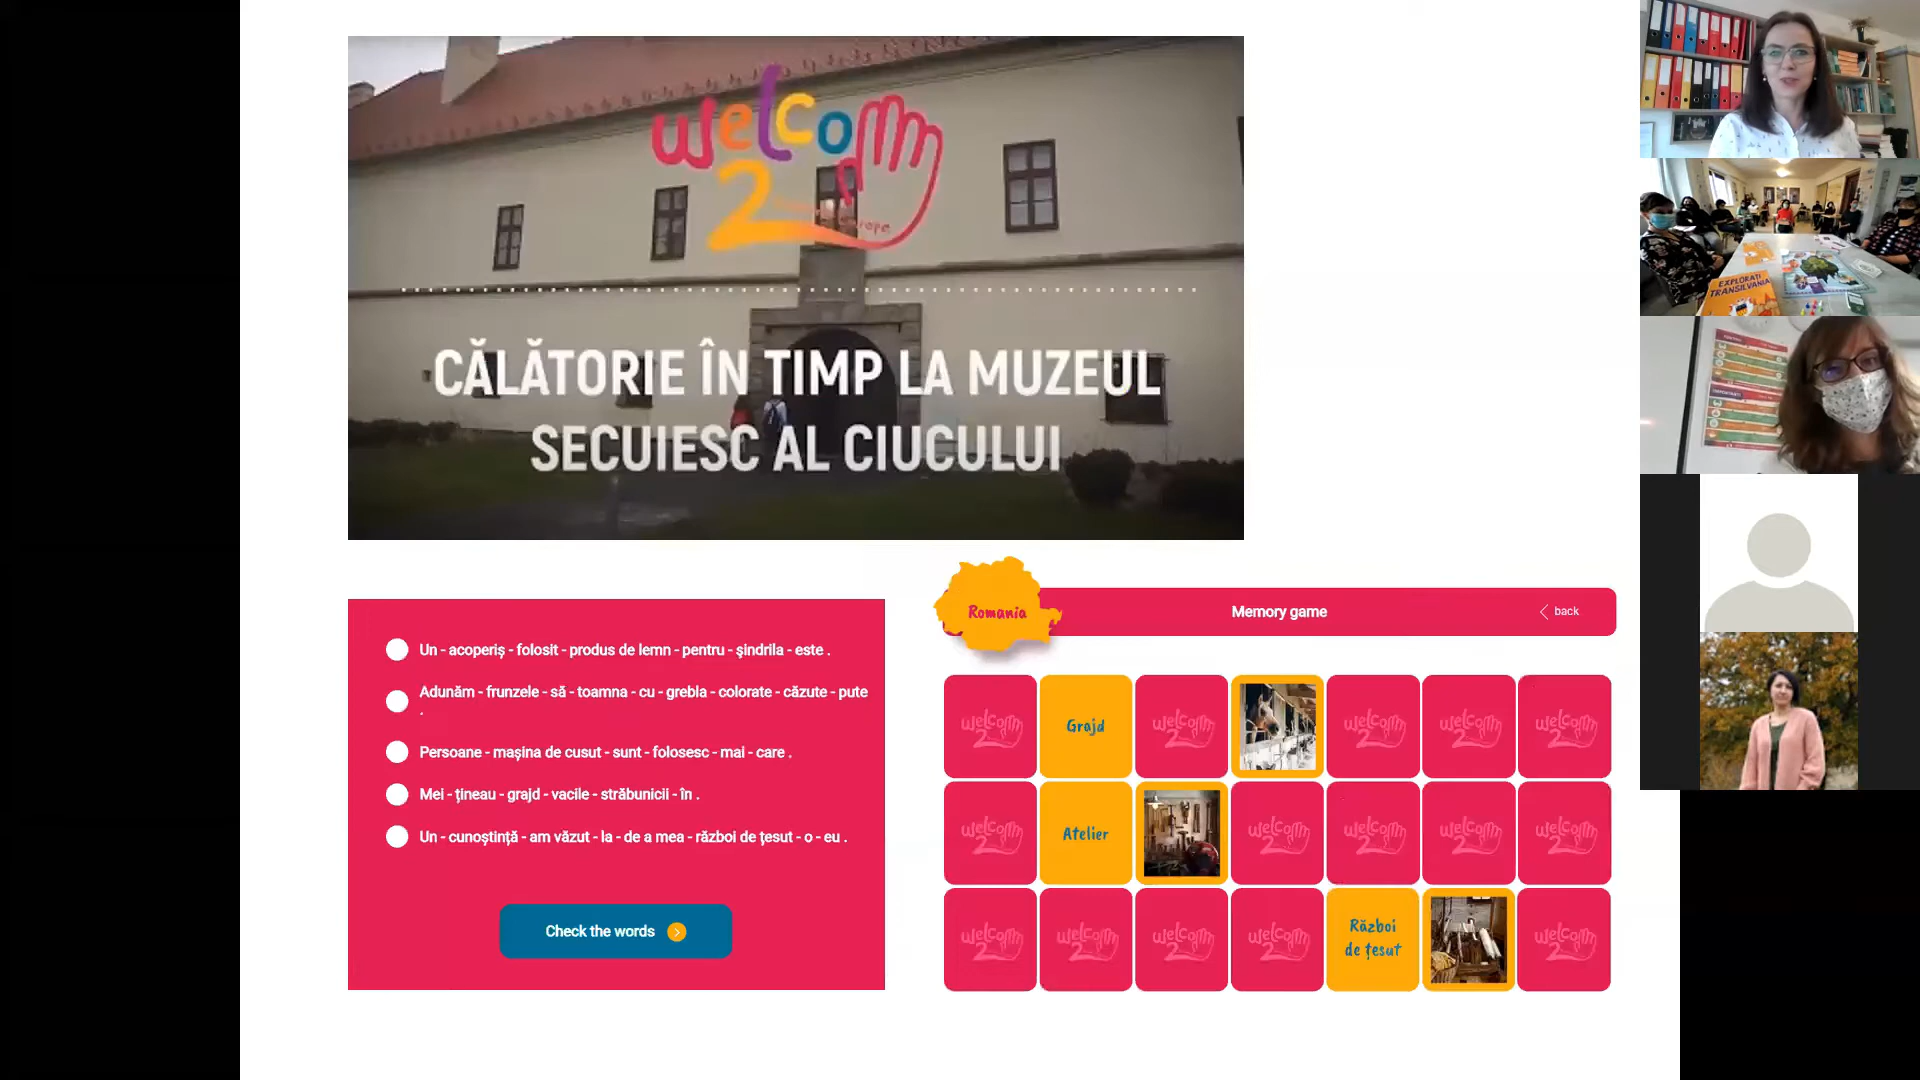 welcomm
2
CĂLĂTORIE ÎN TIMP LA MUZEUL
SECUIESC AL CIUCULUI
Un - acoperiș - folosit - produs de lemn - pentru - șindrila - este .
Adunăm - frunzele - să - toamna - cu - grebla - colorate - căzute - pute
.
Persoane - mașina de cusut - sunt - folosesc - mai - care .
Mei - țineau - grajd - vacile - străbunicii - în .
Un - cunoștință - am văzut - la - de a mea - război de țesut - o - eu .
Check the words
Romania
Memory game
back
Grajd
Atelier
Război
de țesut
EXPLORAȚI
TRANSILVANIA